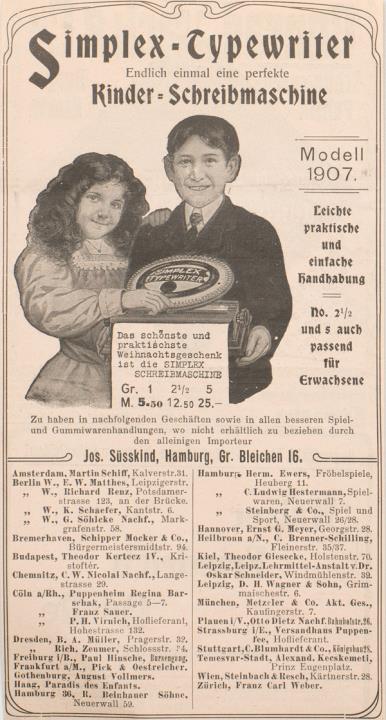 Simplex-Typewriter
Endlich einmal eine perfekte
Kinder-Schreibmaschine
Modell
1907.
Leichte
praktische
und
einfache
Handhabung
No. 2½
und 5 auch
passend
für
Erwachsene
SIMPLEX
TYPEWRITER
Das schönste und
praktischste
Weihnachtsgeschenk
ist die SIMPLEX
SCHREIBMASCHINE
Gr. 1 2½ 5
M. 5.50 12.50 25.—
Zu haben in nachfolgenden Geschäften sowie in allen besseren Spiel-
und Gummiwarenhandlungen, wo nicht erhältlich zu beziehen durch
den alleinigen Importeur
Jos. Süsskind, Hamburg, Gr. Bleichen 16.
Amsterdam, Martin Schiff, Kalverstr. 31.
Berlin W., E. W. Matthes, Leipzigerstr.
„ W., Richard Renz, Potsdamer-
strasse 123, an der Brücke.
„ W., K. Schaefer, Kantstr. 6.
„ W., G. Söhlcke Nachf., Mark-
grafenstr. 58.
Bremerhaven, Schipper Mocker & Co.,
Bürgermeistersmidtstr. 94.
Budapest, Theodor Kertecz IV., Kri-
stoftér.
Chemnitz, C. W. Nicolai Nachf., Lange-
strasse 29.
Cöln a/Rh., Puppenheim Regina Bar-
schak, Passage 5—7.
„ Franz Sauer.
„ P. H. Virnich, Hoflieferant,
Hohestrasse 132.
Dresden, B. A. Müller, Pragerstr. 32.
„ Rich. Zeumer, Schlossstr.
Freiburg i/B., Paul Hinsche,
Frankfurt a/M., Pick & Oestreicher.
Gothenburg, August Vollmers.
Haag, Paradis des Enfants.
Hamburg 36, R. Behnhauer Söhne,
Neuerwall 59.
Hamburg, Herm. Ewers, Fröbelspiele,
Heuberg 11.
„ C. Ludwig Hestermann, Spiel-
waren, Neuerwall 7.
„ Steinberg & Co., Spiel und
Sport, Neuerwall 26/28.
Hannover, Ernst G. Meyer, Georgstr. 28.
Heilbronn a/N., C. Brenner-Schilling,
Fleinerstr. 35/37.
Kiel, Theodor Giesecke, Holstenstr. 70.
Leipzig, Leipz. Lehrmittel-Anstalt v. Dr.
Oskar Schneider, Windmühlenstr. 39.
Leipzig, D. H. Wagner & Sohn, Grim-
maischestr. 6.
München, Metzeler & Co. Akt. Ges.,
Kaufingerstr. 7.
Plauen i/V., Otto Dietz Nachf. Bahnhofstr. 26.
Strassburg i/E., Versandhaus Puppen-
fee, Hoflieferant.
Stuttgart, C. Blumhardt & Co., Königsbau
Temesvar-Stadt, Alexand. Kecskemeti,
Prinz Eugenplatz.
Wien, Steinbach & Resch, Kärtnerstr. 28.
Zürich, Franz Carl Weber.